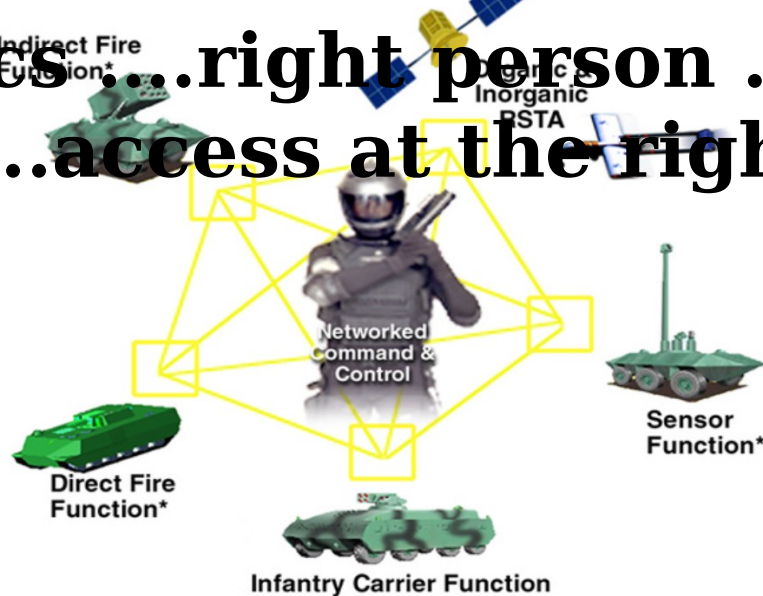 cs ....right person .
...access at the righ
Indirect Fire
Function*
Organic &
Inorganic
RSTA
Networked
Command &
Control
Sensor
Function*
Direct Fire
Function*
Infantry Carrier Function